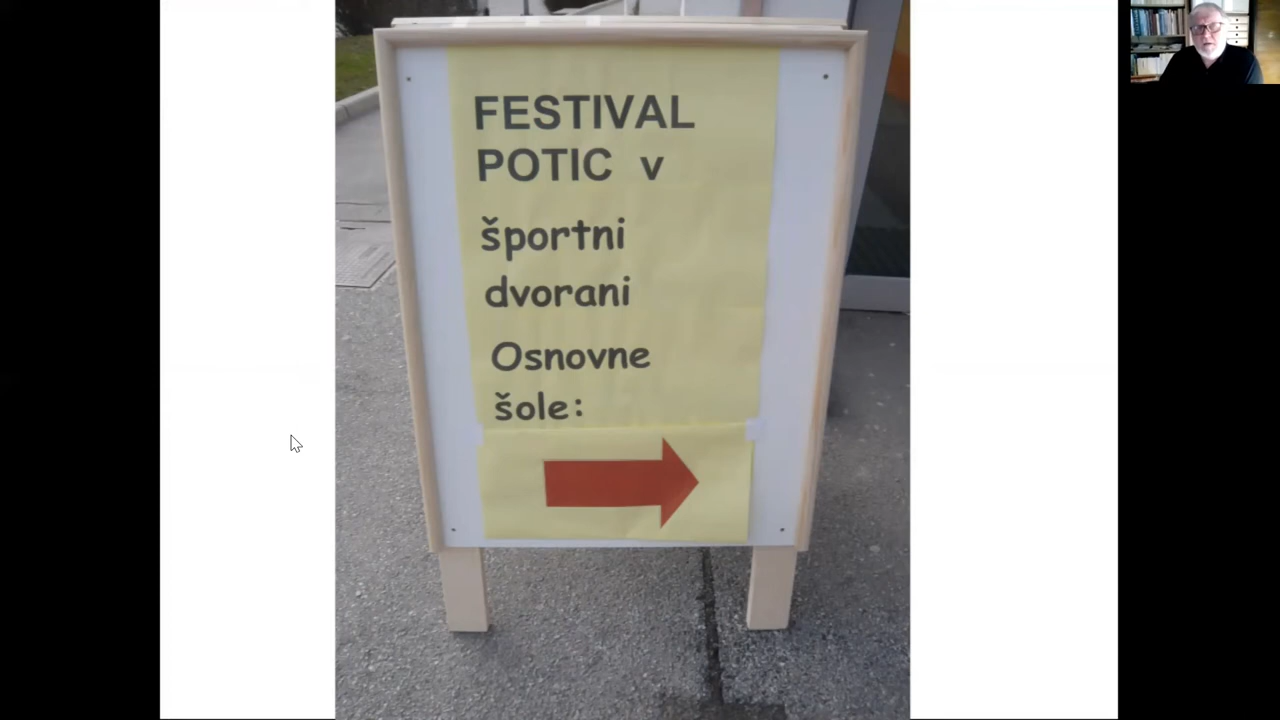 FESTIVAL
POTIC v
športni
dvorani
Osnovne
šole: